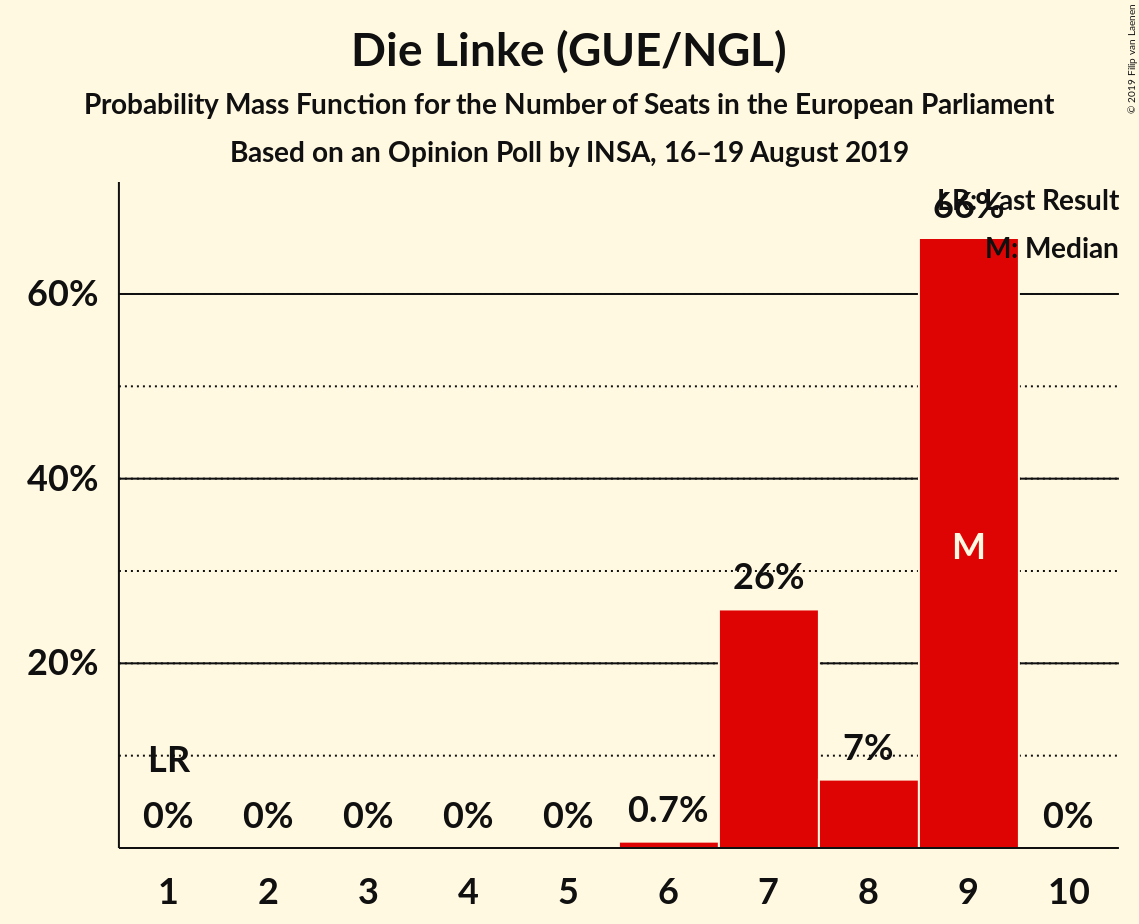 Die Linke (GUE/NGL)
Probability Mass Function for the Number of Seats in the European Parliament
Based on an Opinion Poll by INSA, 16–19 August 2019
© 2019 Filip van Laenen
LR: Last Result
M: Median
66%
60%
40%
26%
20%
M
7%
LR
0%
0%
0%
0%
0%
0.7%
0%
1 2 3 4 5 6 7 8 9 10